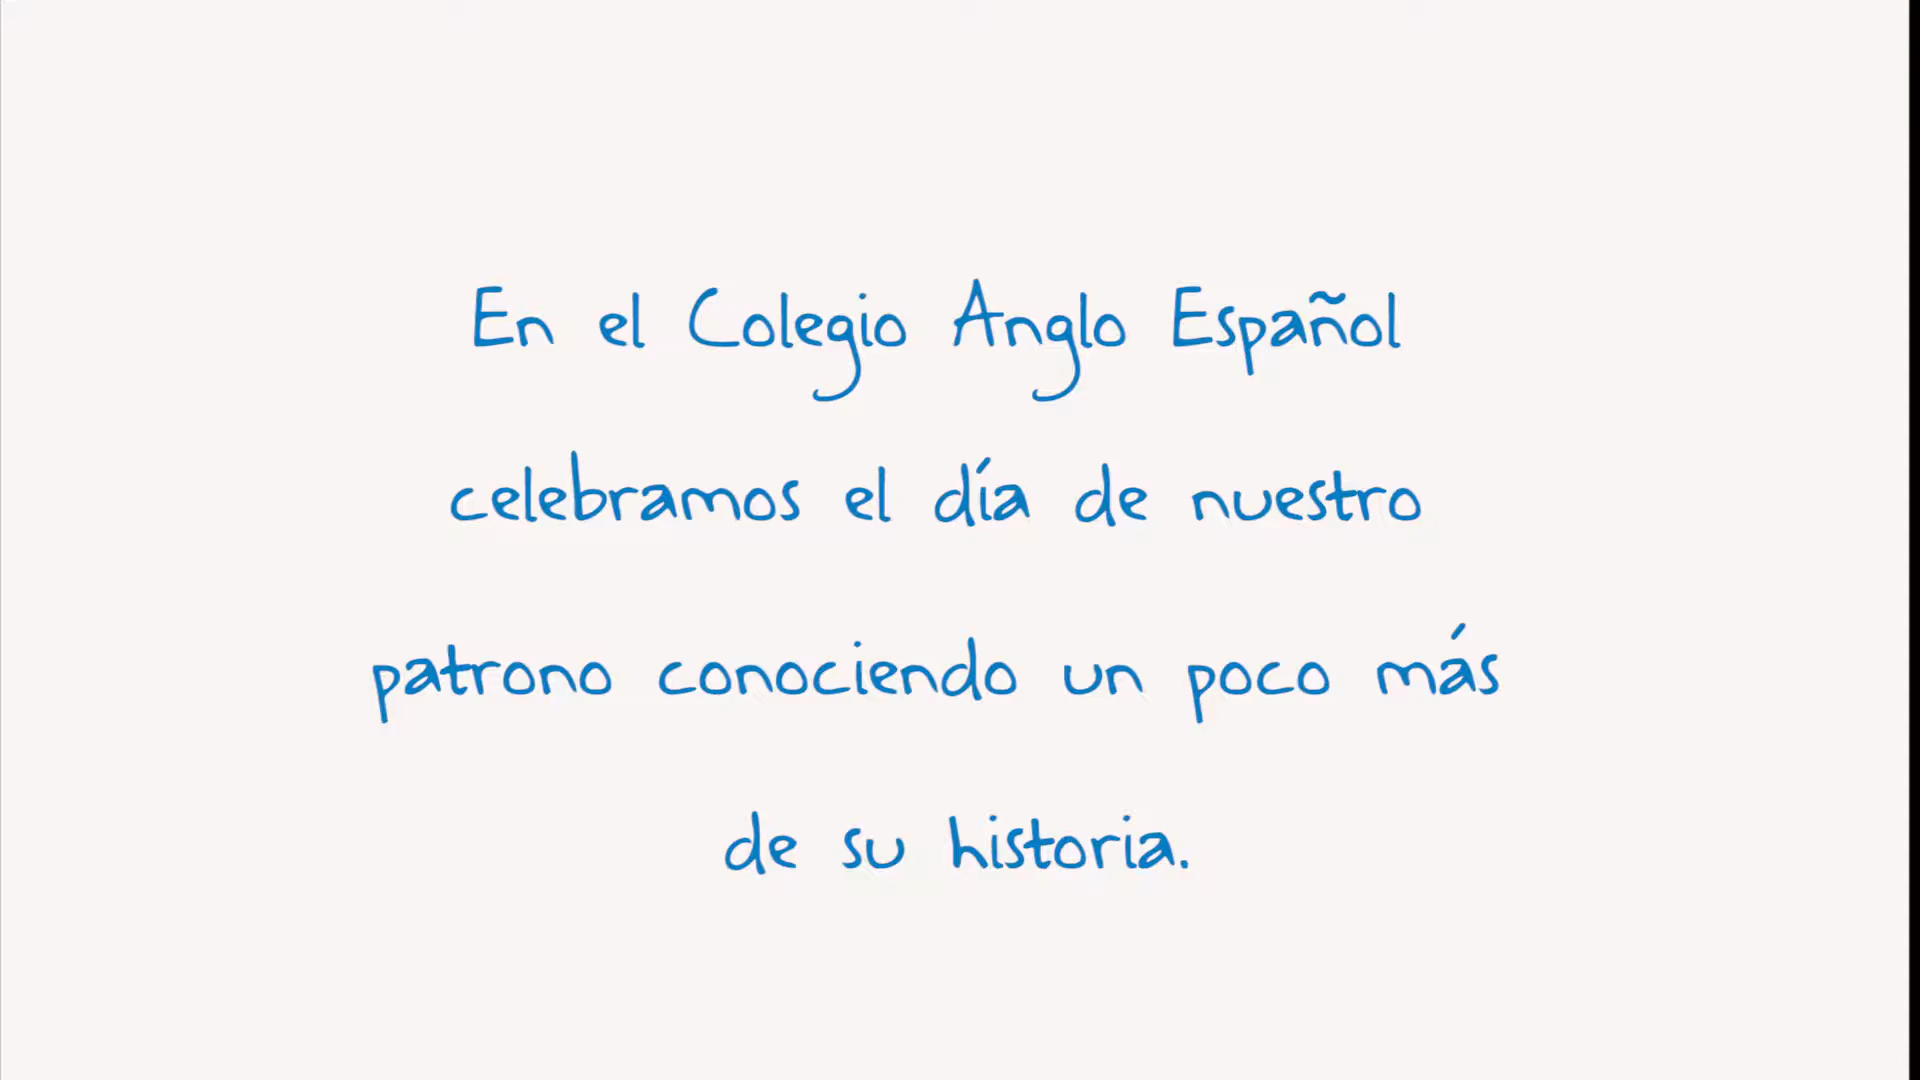 En el Colegio Anglo Español
celebramos el día de nuestro
patrono conociendo un poco más
de su historia.